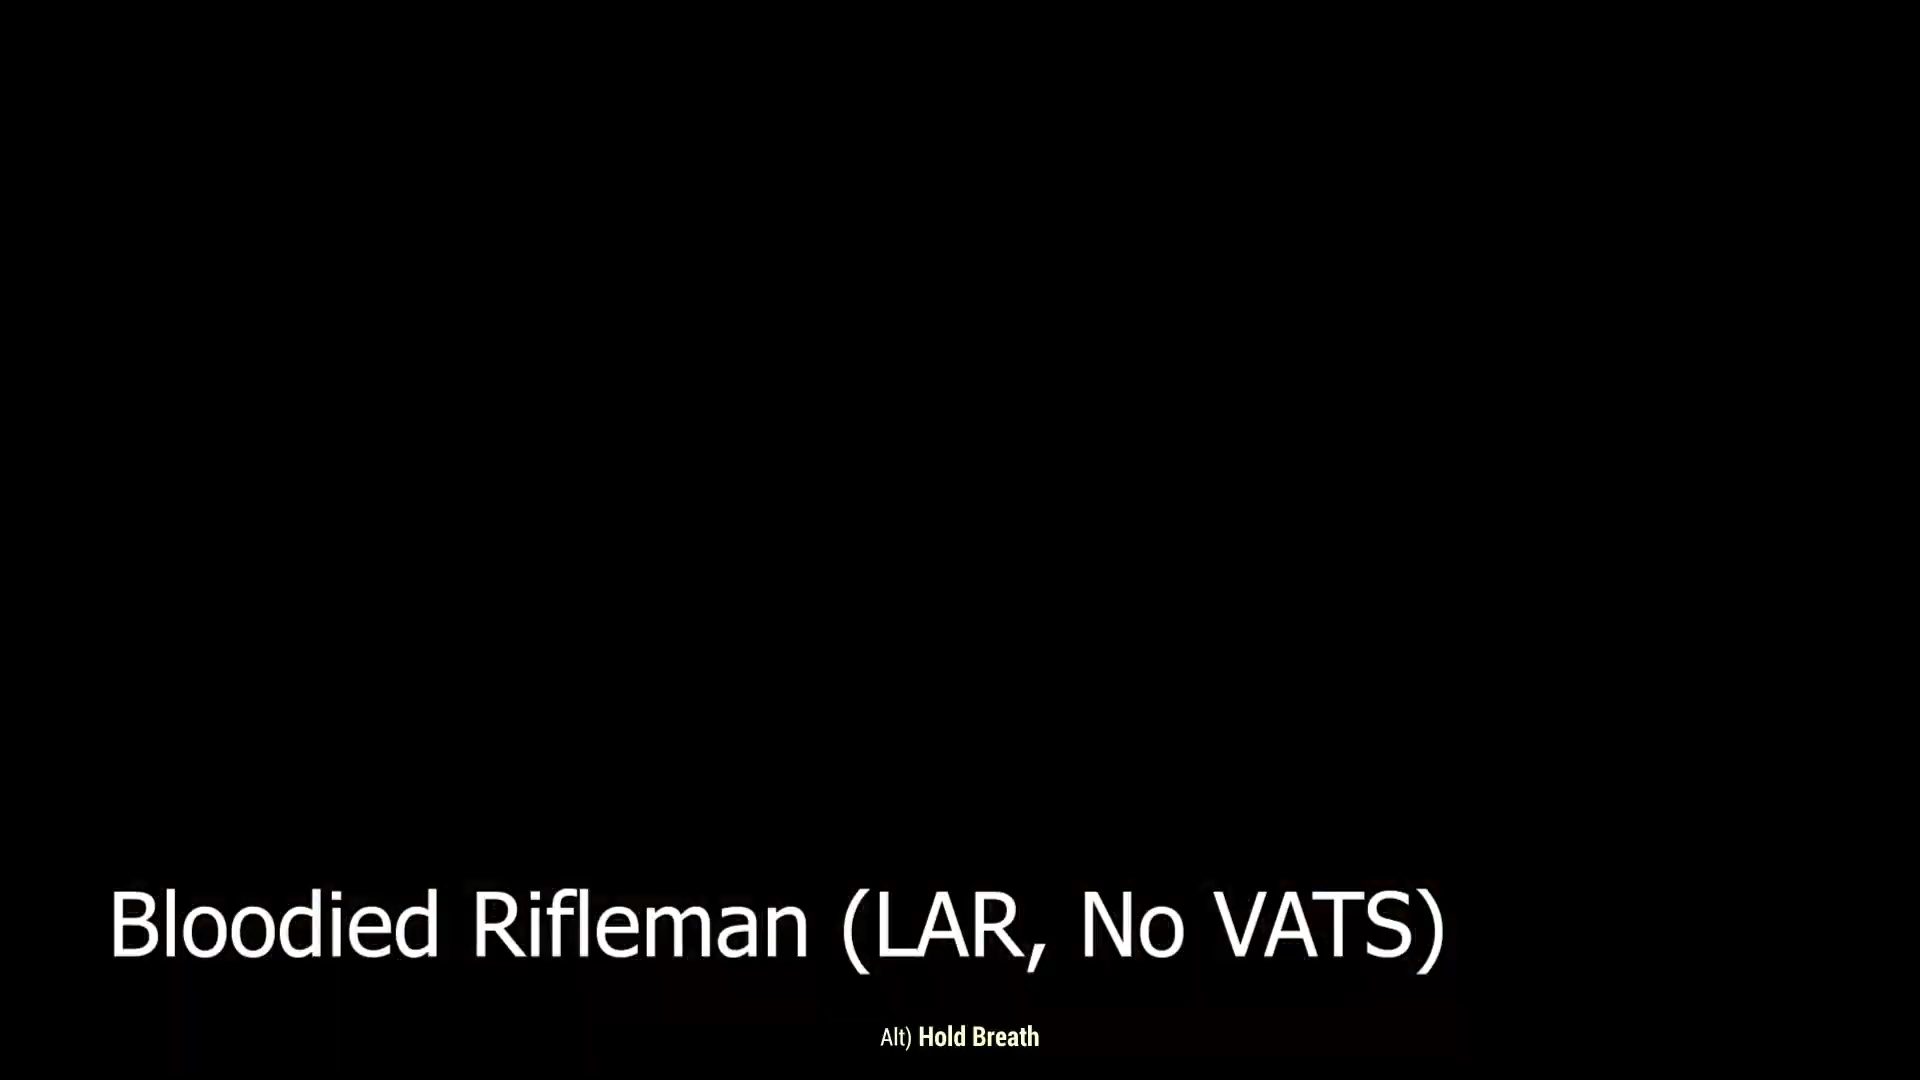 Bloodied Rifleman (LAR, No VATS)
Alt) Hold Breath